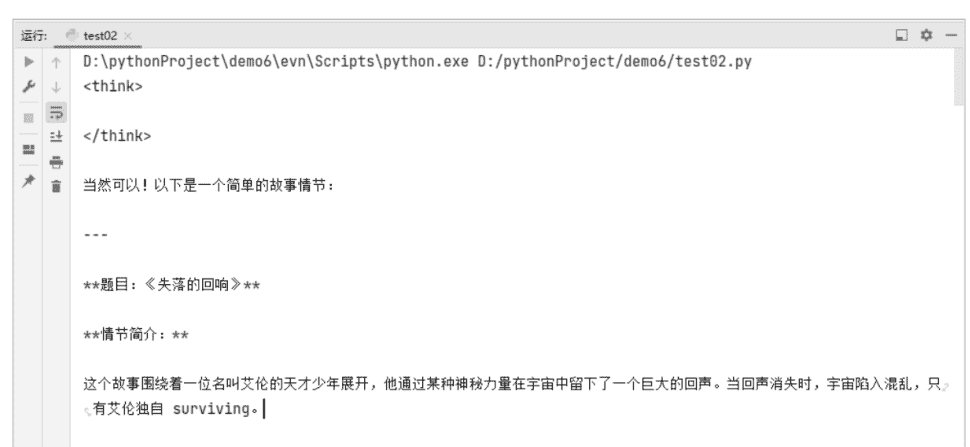 运行: test02
D:\pythonProject\demo6\evn\Scripts\python.exe D:/pythonProject/demo6/test02.py
<think>
</think>
当然可以！以下是一个简单的故事情节：
---
**题目：《失落的回响》**
**情节简介：**
这个故事围绕着一位名叫艾伦的天才少年展开，他通过某种神秘力量在宇宙中留下了一个巨大的回声。当回声消失时，宇宙陷入混乱，只
有艾伦独自 surviving。